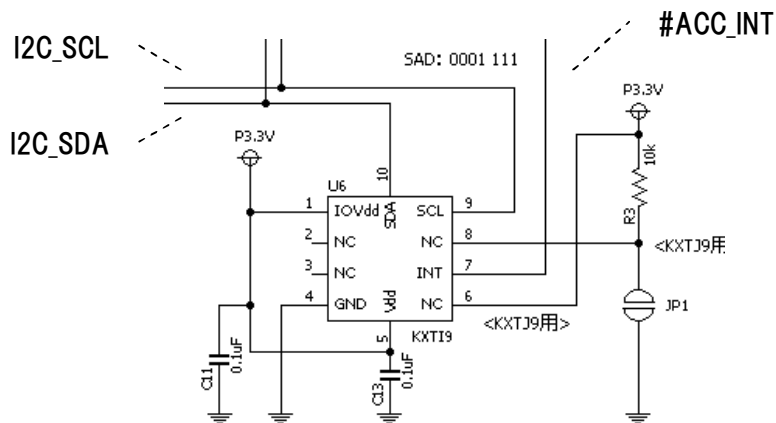 #ACC_INT
I2C_SCL
SAD: 0001 111
P3.3V
I2C_SDA
P3.3V
10k
10
U6
1
IOVdd
SDA
SCL
9
R3
2
NC
NC
8
<KXTJ9用
3
NC
INT
7
4
GND
Vdd
NC
6
JP1
<KXTJ9用>
5
KXTI9
C11
0.1uF
C13
0.1uF